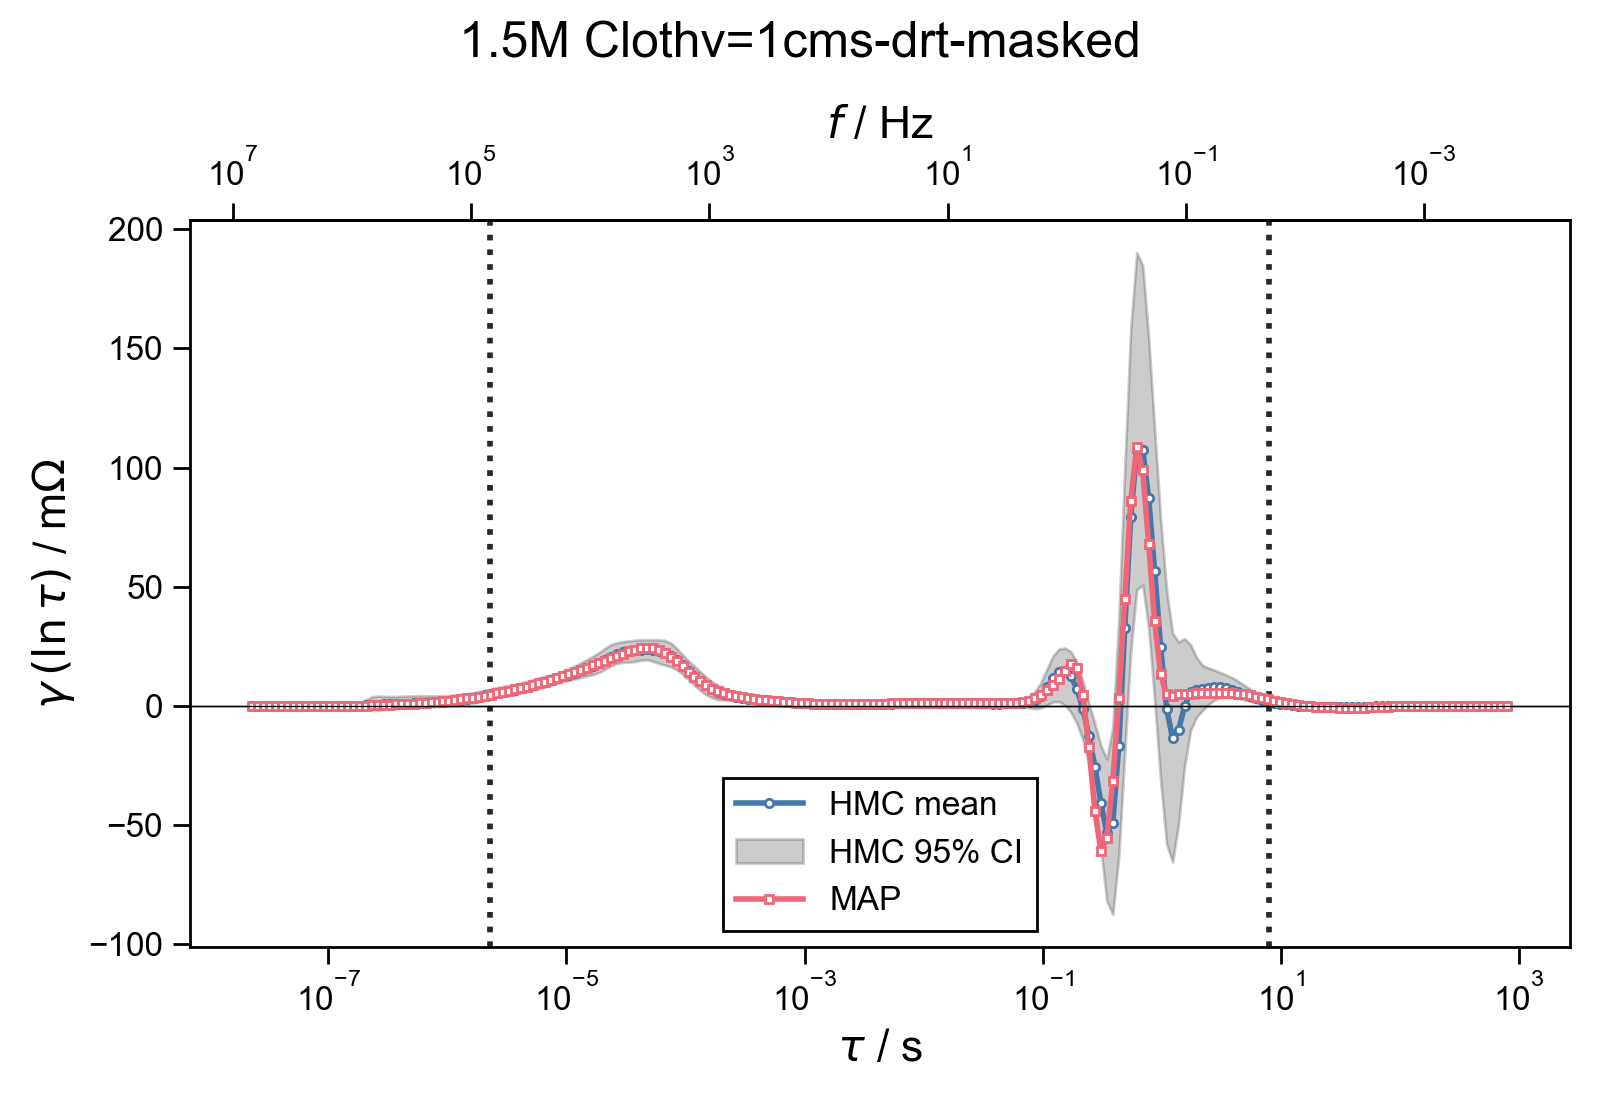 1.5M Clothv=1cms-drt-masked
f / Hz
10^7 10^5 10^3 10^1 10^−1 10^−3
200
150
100
50
0
−50
−100
γ (ln τ) / mΩ
HMC mean
HMC 95% CI
MAP
10^−7 10^−5 10^−3 10^−1 10^1 10^3
τ / s